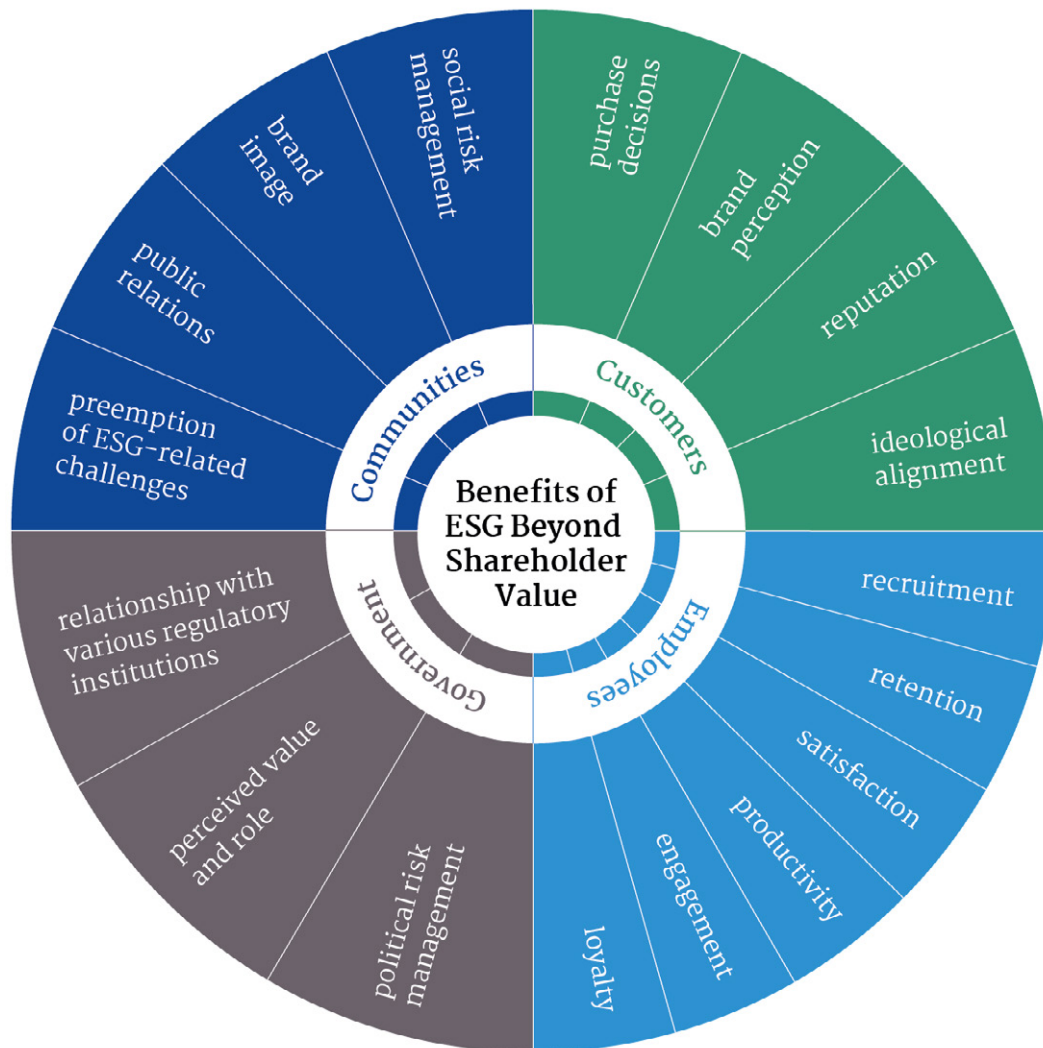 Benefits of
ESG Beyond
Shareholder
Value
Customers
purchase
decisions
brand
perception
reputation
ideological
alignment
Employees
recruitment
retention
satisfaction
productivity
engagement
loyalty
Government
political risk
management
perceived value
and role
relationship with
various regulatory
institutions
Communities
preemption
of ESG-related
challenges
public
relations
brand
image
social risk
management